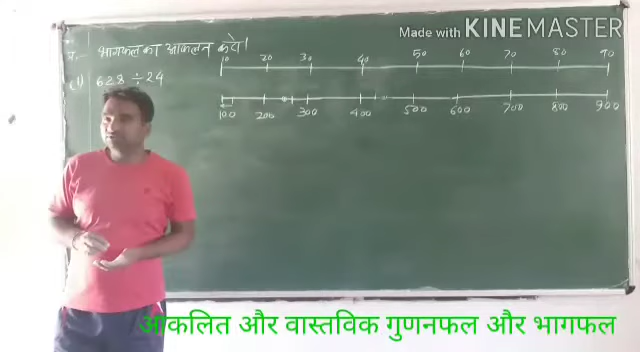 Made with KINEMASTER
प्र.- भागफल का आकलन करो।
(1) 628 ÷ 24
10 20 30 40 50 60 70 80 90
100 200 300 400 500 600 700 800 900
आकलित और वास्तविक गुणनफल और भागफल